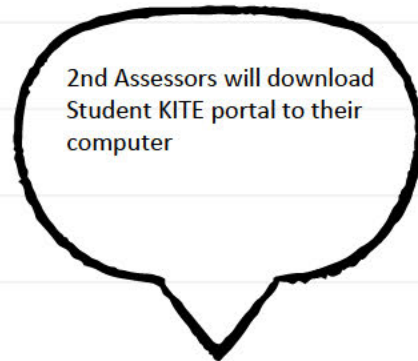 2nd Assessors will download
Student KITE portal to their
computer